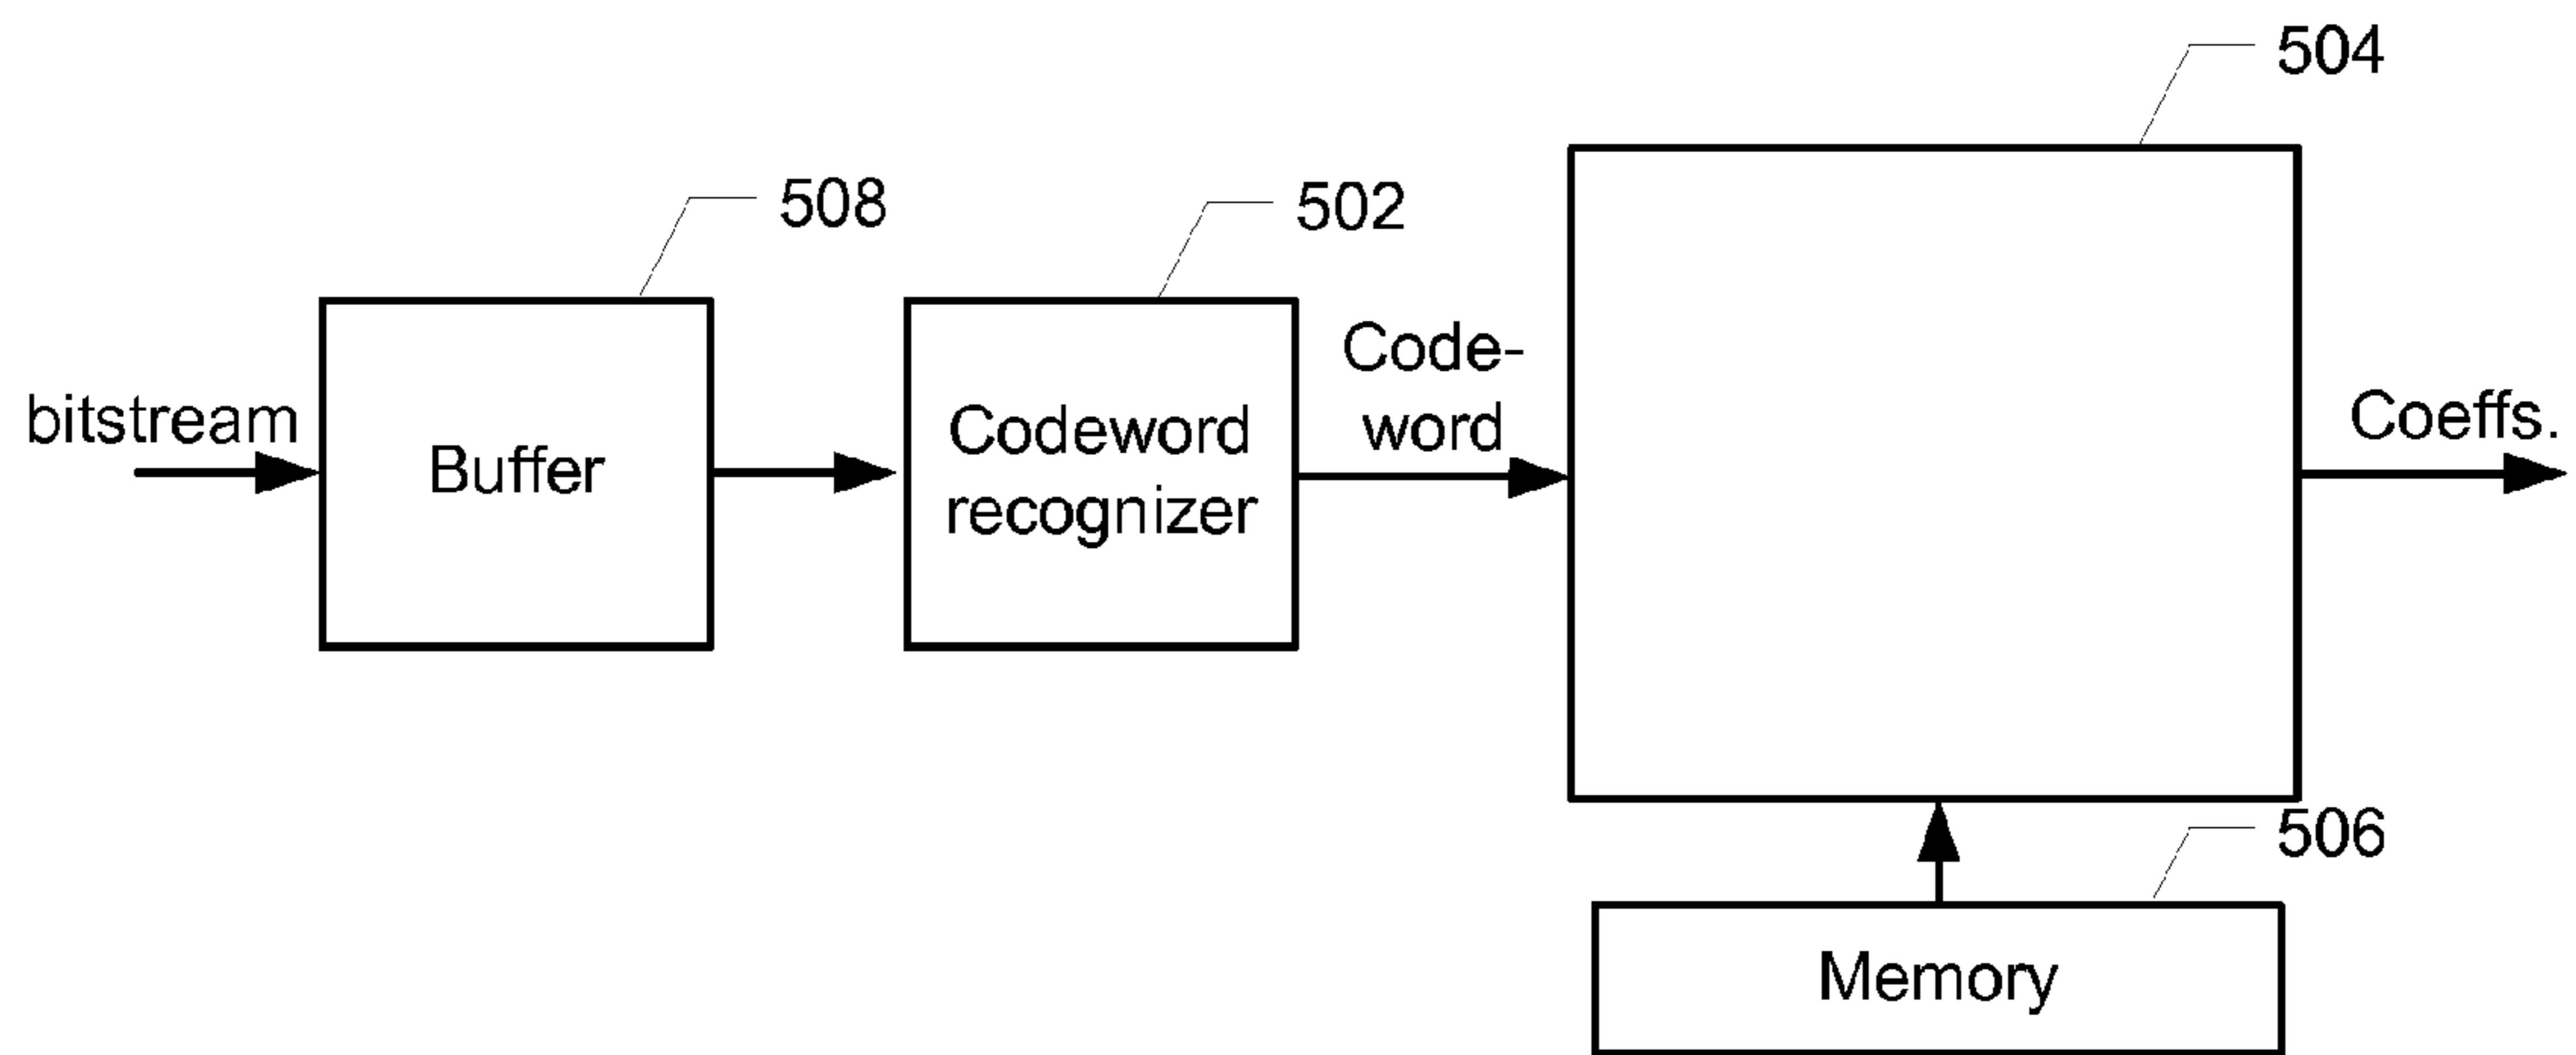 504
508
502
bitstream
Buffer
Codeword
recognizer
Code-
word
Coeffs.
506
Memory